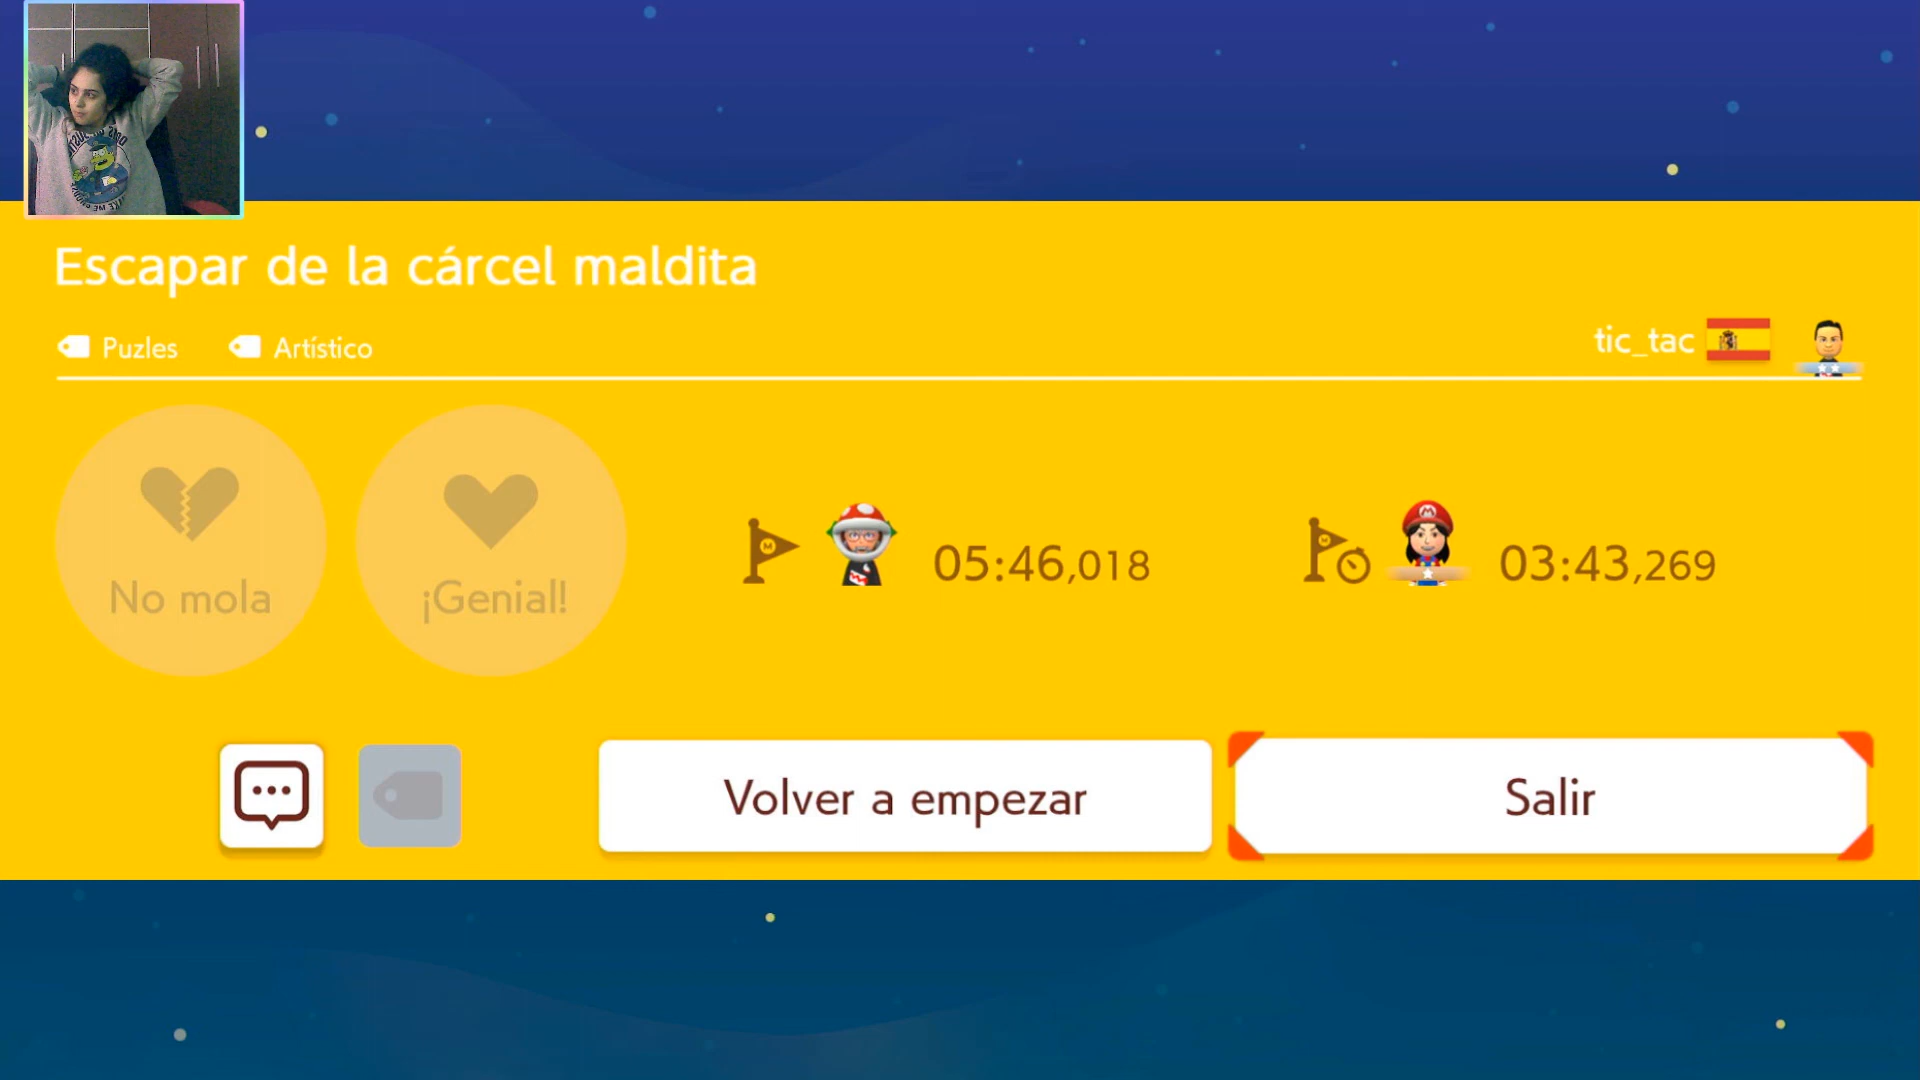 Escapar de la cárcel maldita
Puzles Artístico
tic_tac
No mola
¡Genial!
05:46,018
03:43,269
Volver a empezar
Salir